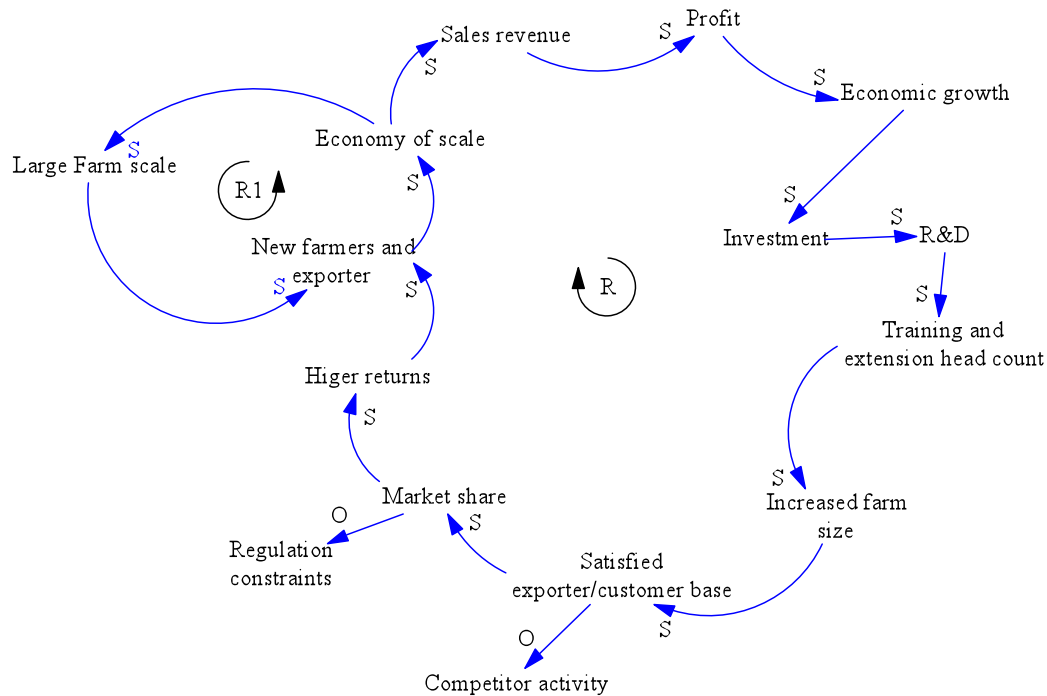 Profit
S
Sales revenue
S
S
Economic growth
Economy of scale
S
Large Farm scale
S
R1
S
Investment
S
R&D
New farmers and
exporter
S
S
R
S
Training and
extension head count
Higer returns
S
Market share
S
Increased farm
size
O
S
Regulation
constraints
Satisfied
exporter/customer base
O
S
Competitor activity